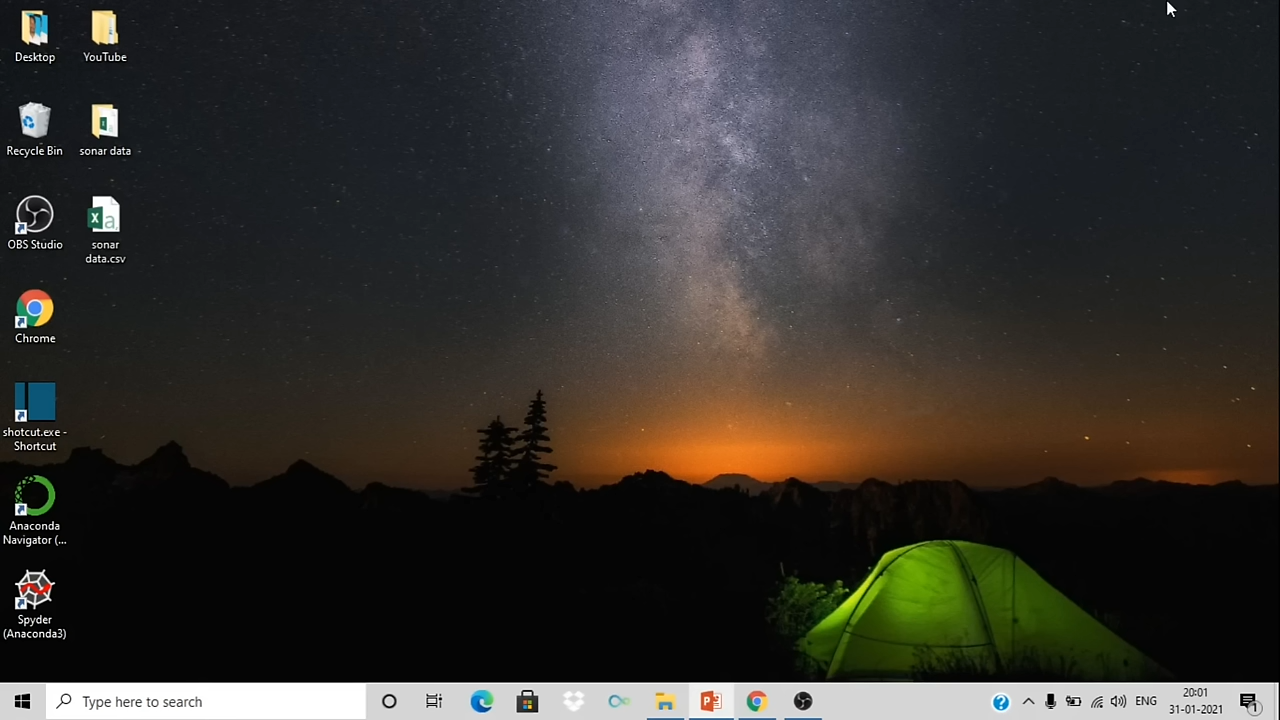 Desktop
YouTube
Recycle Bin
sonar data
OBS Studio
sonar
data.csv
Chrome
shotcut.exe -
Shortcut
Anaconda
Navigator (...
Spyder
(Anaconda3)
Type here to search
ENG
20:01
31-01-2021
1